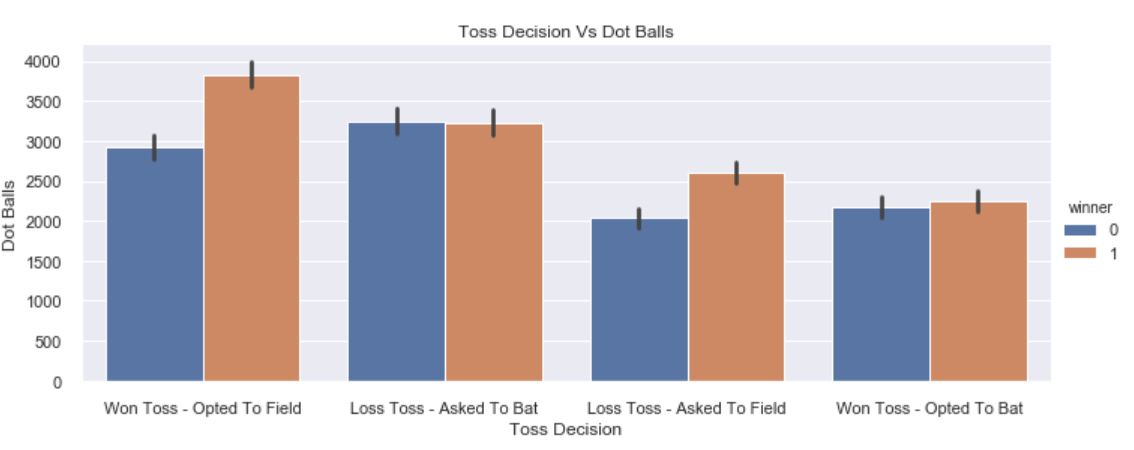 Toss Decision Vs Dot Balls
4000
3500
3000
2500
2000
1500
1000
500
0
Dot Balls
Won Toss - Opted To Field
Loss Toss - Asked To Bat
Loss Toss - Asked To Field
Won Toss - Opted To Bat
Toss Decision
winner
0
1